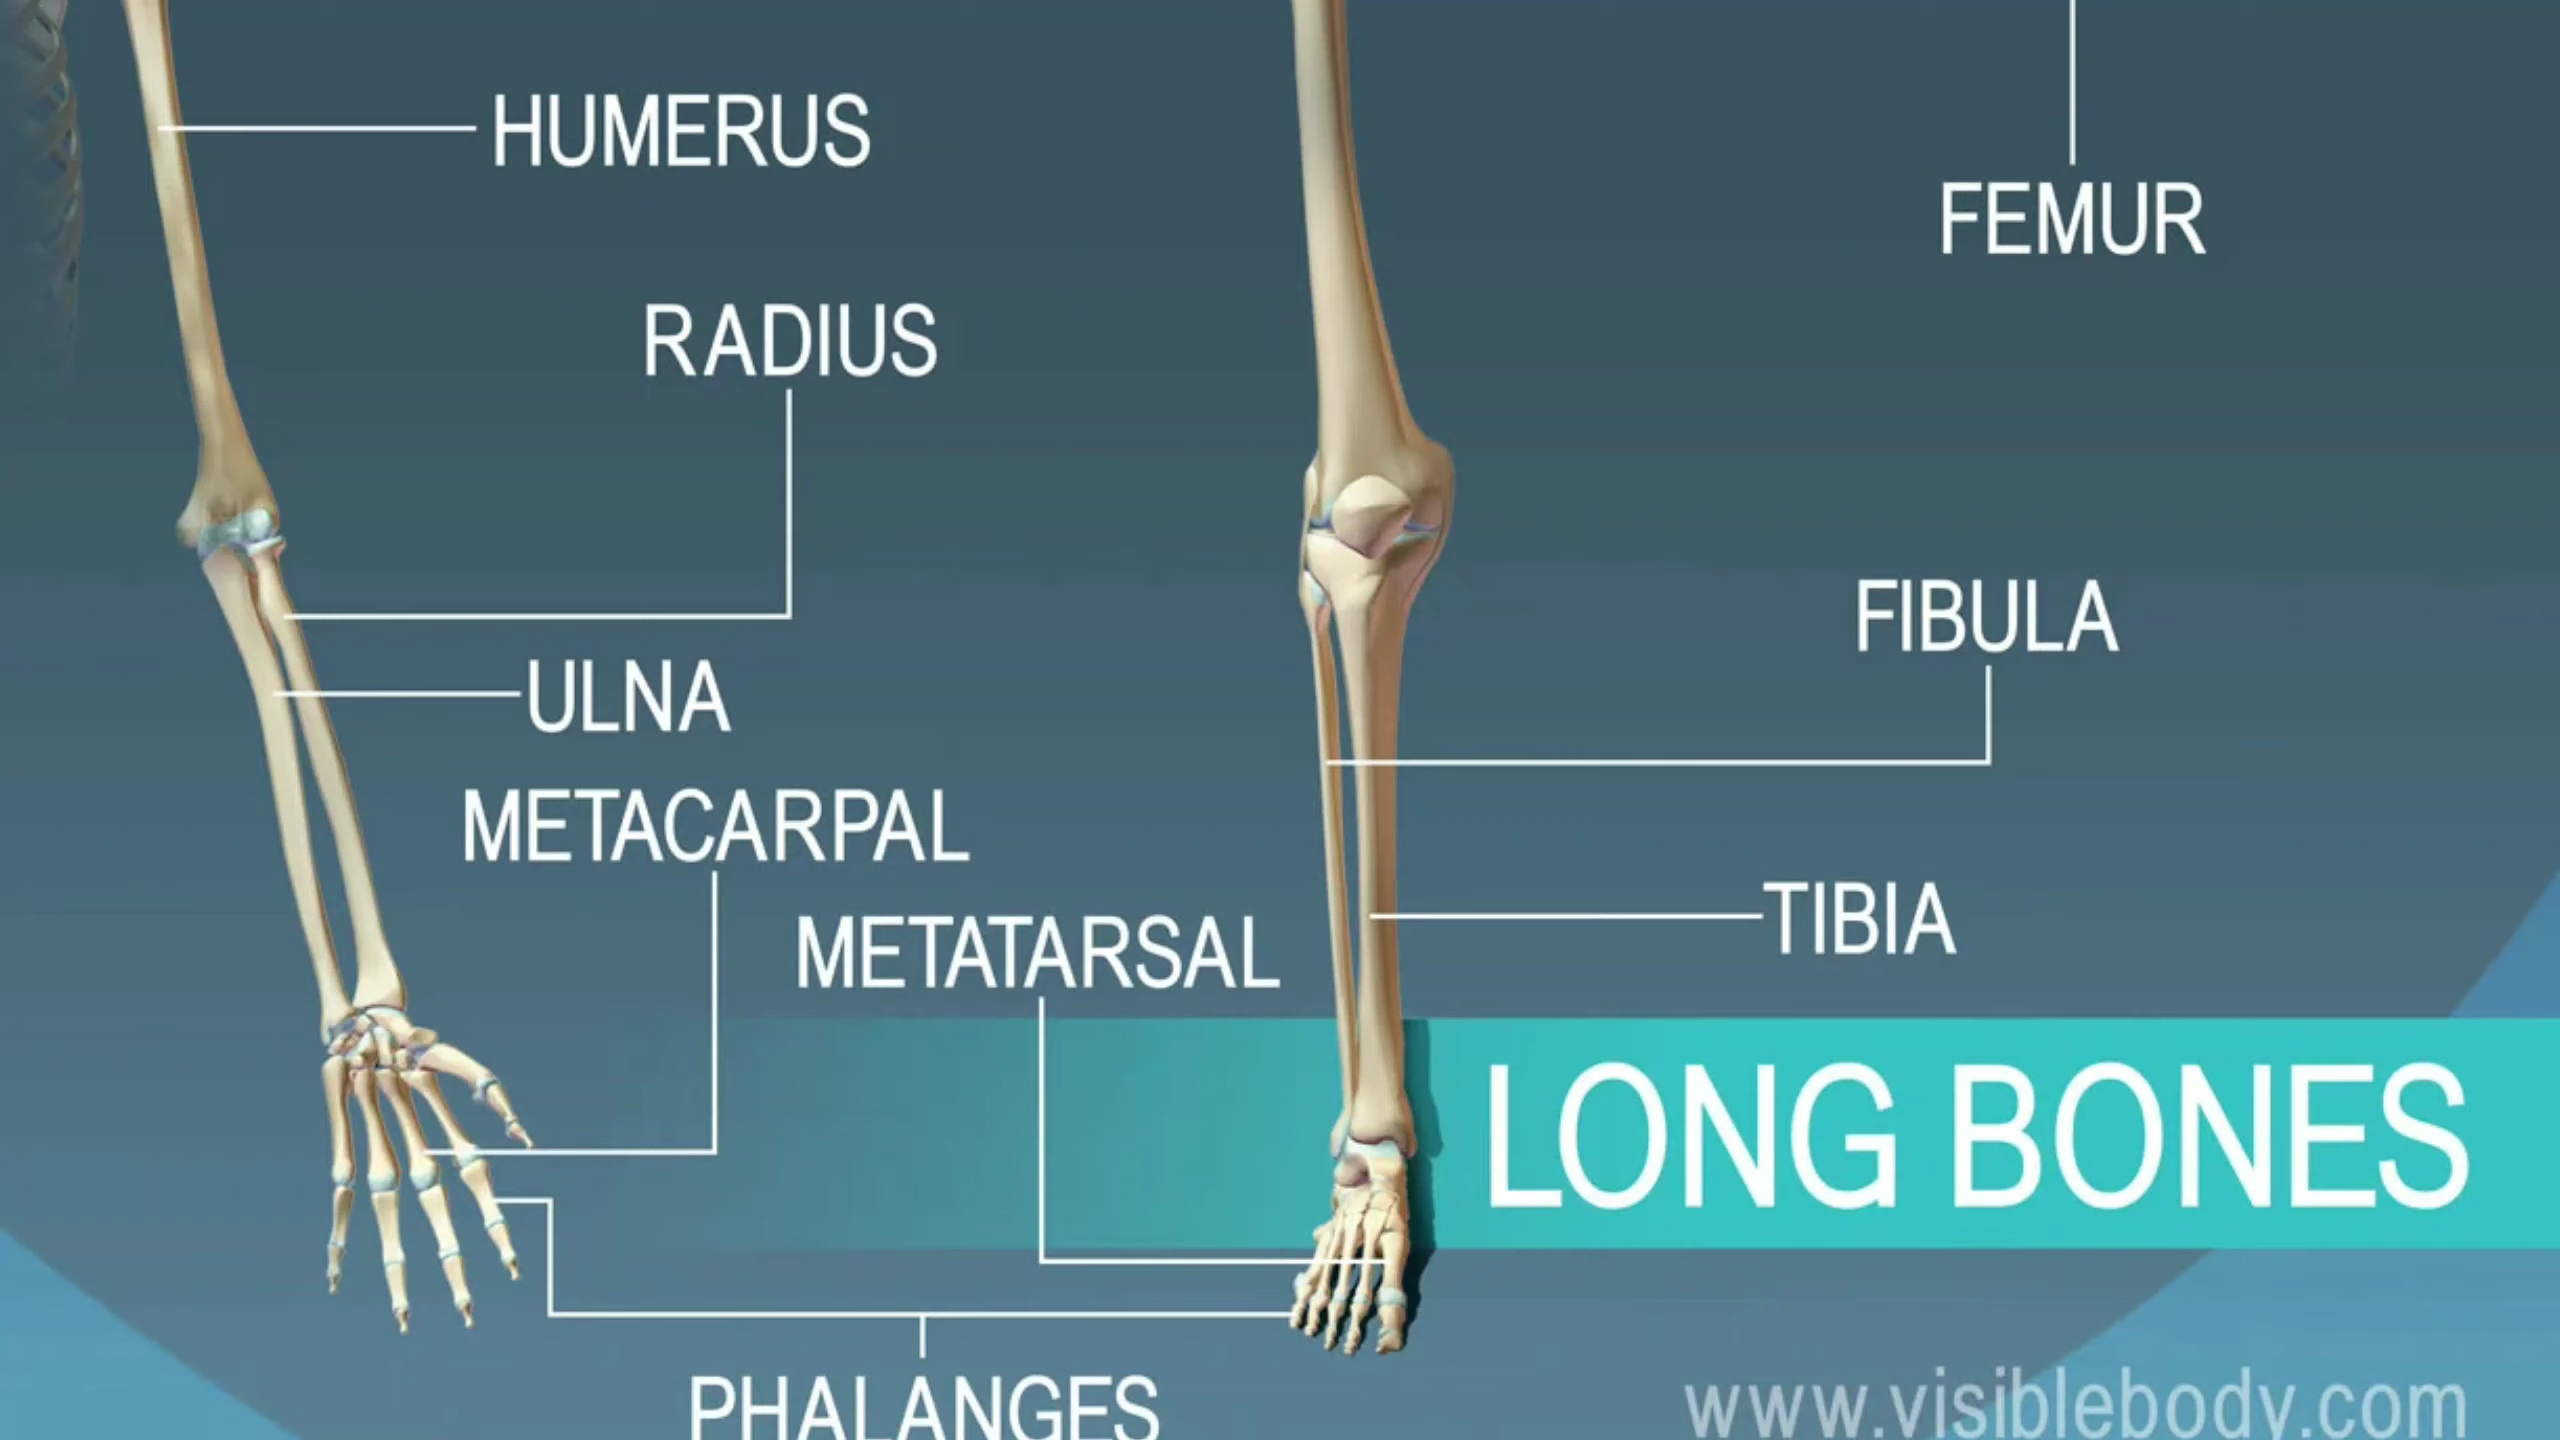 HUMERUS
FEMUR
RADIUS
FIBULA
ULNA
METACARPAL
TIBIA
METATARSAL
LONG BONES
PHALANGES
www.visiblebody.com